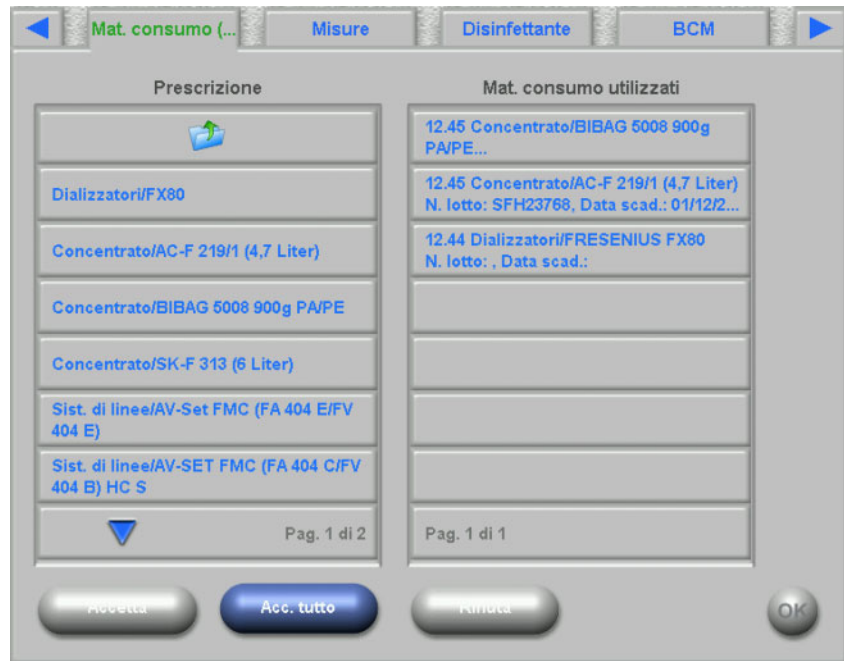 Mat. consumo (...
Misure
Disinfettante
BCM
Prescrizione
Dializzatori/FX80
Concentrato/AC-F 219/1 (4,7 Liter)
Concentrato/BIBAG 5008 900g PA/PE
Concentrato/SK-F 313 (6 Liter)
Sist. di linee/AV-Set FMC (FA 404 E/FV
404 E)
Sist. di linee/AV-SET FMC (FA 404 C/FV
404 B) HC S
Pag. 1 di 2
Mat. consumo utilizzati
12.45 Concentrato/BIBAG 5008 900g
PA/PE...
12.45 Concentrato/AC-F 219/1 (4,7 Liter)
N. lotto: SFH23768, Data scad.: 01/12/2...
12.44 Dializzatori/FRESENIUS FX80
N. lotto: , Data scad.:
Pag. 1 di 1
Accetta
Acc. tutto
Rifiuta
OK